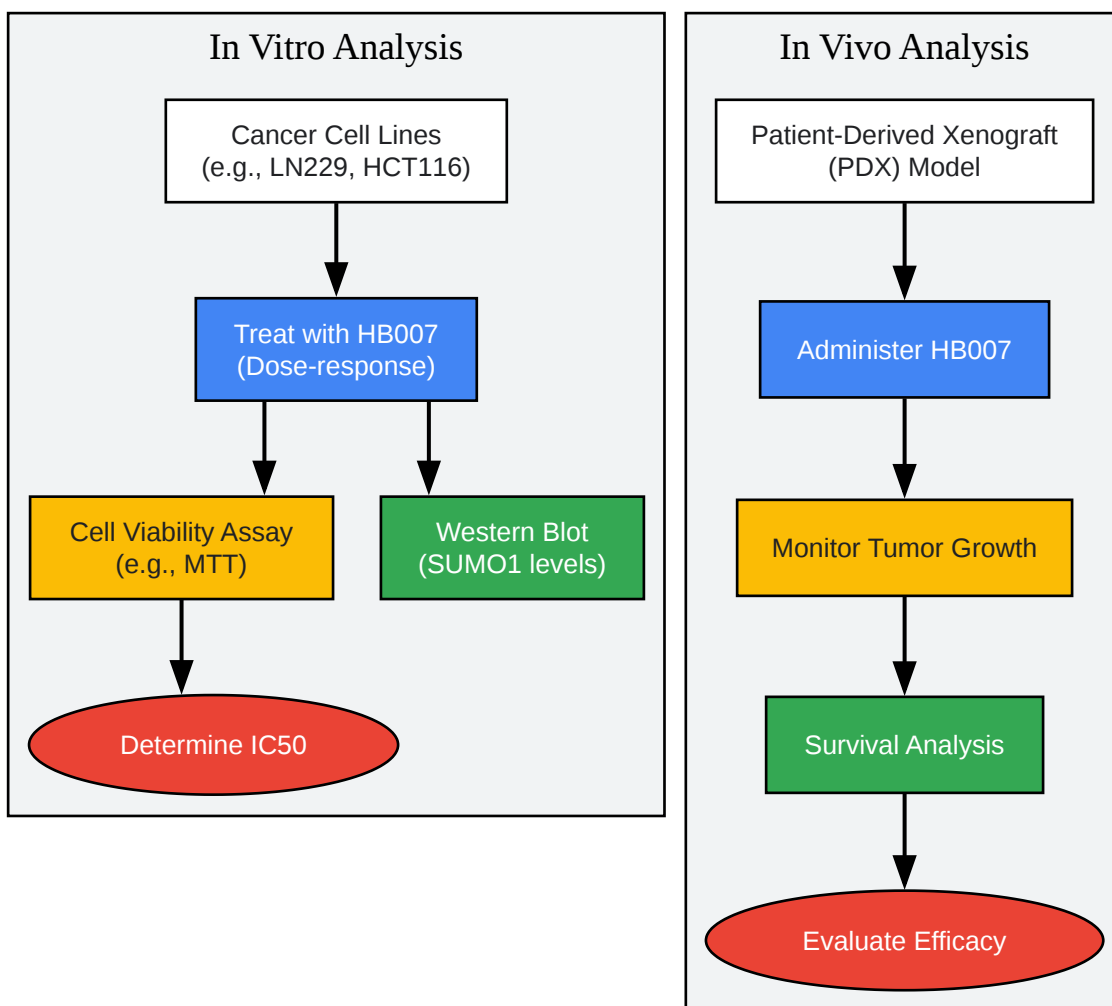 In Vitro Analysis
Cancer Cell Lines
(e.g., LN229, HCT116)
Treat with HB007
(Dose-response)
Cell Viability Assay
(e.g., MTT)
Western Blot
(SUMO1 levels)
Determine IC50
In Vivo Analysis
Patient-Derived Xenograft
(PDX) Model
Administer HB007
Monitor Tumor Growth
Survival Analysis
Evaluate Efficacy